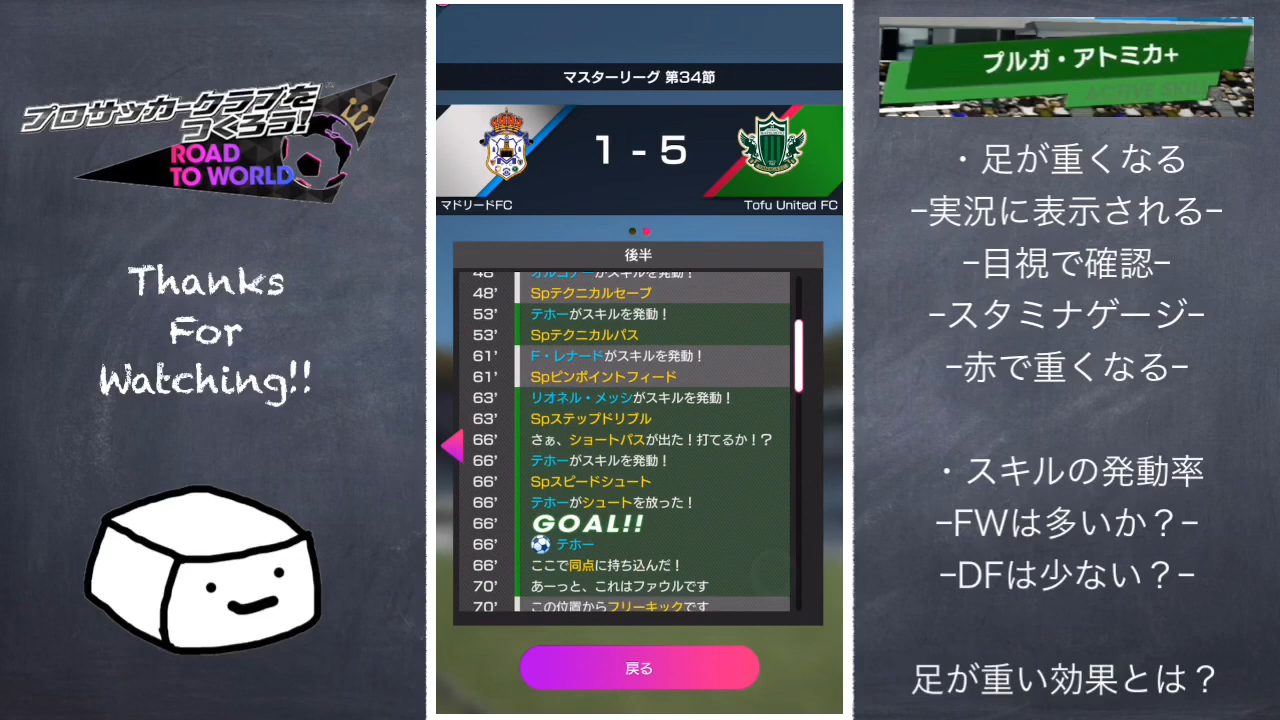 プロサッカークラブを
つくろう!
ROAD
TO WORLD
Thanks
For
Watching!!
マスターリーグ 第34節
1 - 5
マドリードFC
Tofu United FC
後半
48' オルコナーがスキルを発動!
48' Spテクニカルセーブ
53' テホーがスキルを発動!
53' Spテクニカルパス
61' F・レナードがスキルを発動!
61' Spピンポイントフィード
63' リオネル・メッシがスキルを発動!
63' Spステップドリブル
66' さぁ、ショートパスが出た!打てるか!?
66' テホーがスキルを発動!
66' Spスピードシュート
66' テホーがシュートを放った!
66' GOAL!!
66' テホー
66' ここで同点に持ち込んだ!
70' あーっと、これはファウルです
70' この位置からフリーキックです
戻る
プルガ・アトミカ+
ACTIVE SKILL
・足が重くなる
-実況に表示される-
-目視で確認-
-スタミナゲージ-
-赤で重くなる-
・スキルの発動率
-FWは多いか?-
-DFは少ない?-
足が重い効果とは?